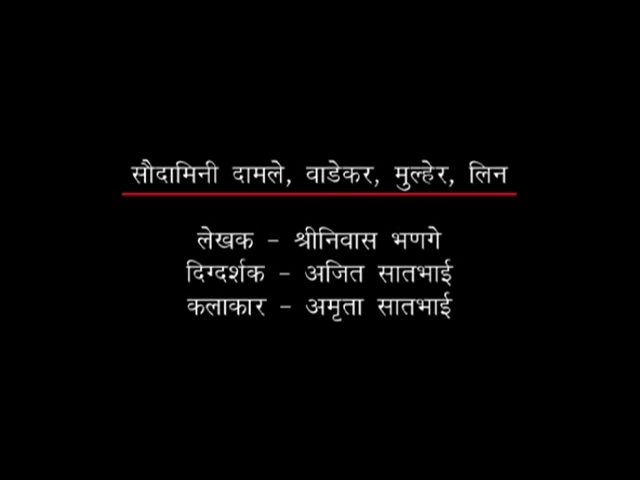 सौदामिनी दामले, वाडेकर, मुल्हेर, लिन
लेखक - श्रीनिवास भणगे
दिग्दर्शक - अजित सातभाई
कलाकार - अमृता सातभाई